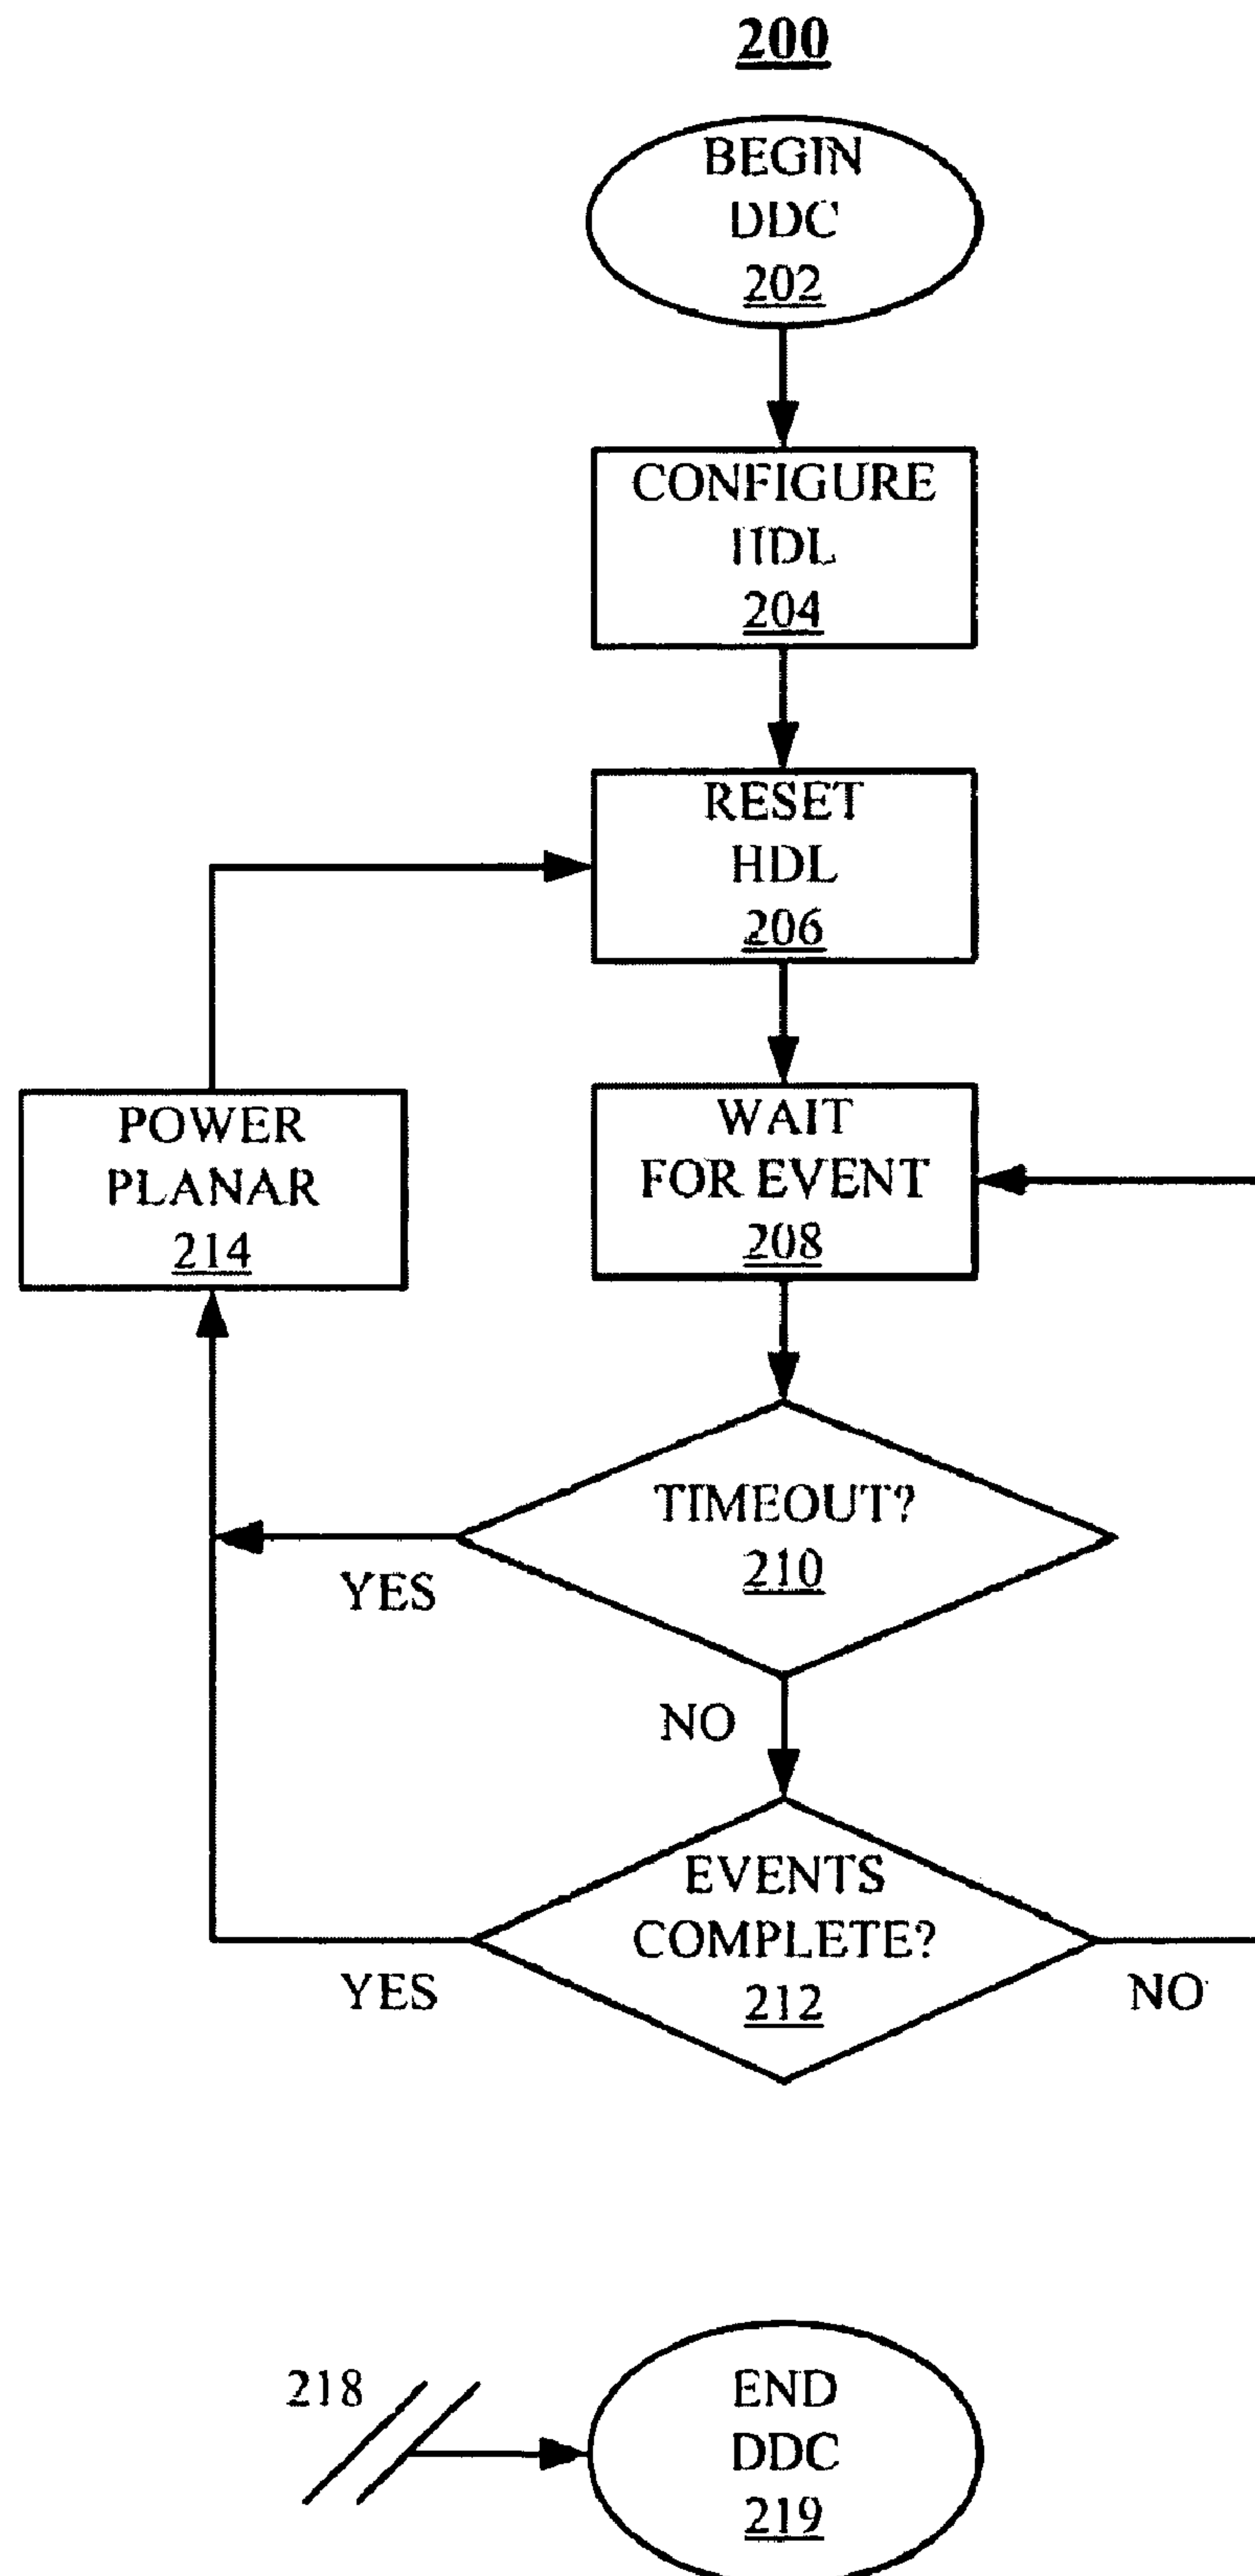 200
BEGIN
DDC
202
CONFIGURE
HDL
204
RESET
HDL
206
POWER
PLANAR
214
WAIT
FOR EVENT
208
TIMEOUT?
210
YES
NO
EVENTS
COMPLETE?
212
YES
NO
218
END
DDC
219